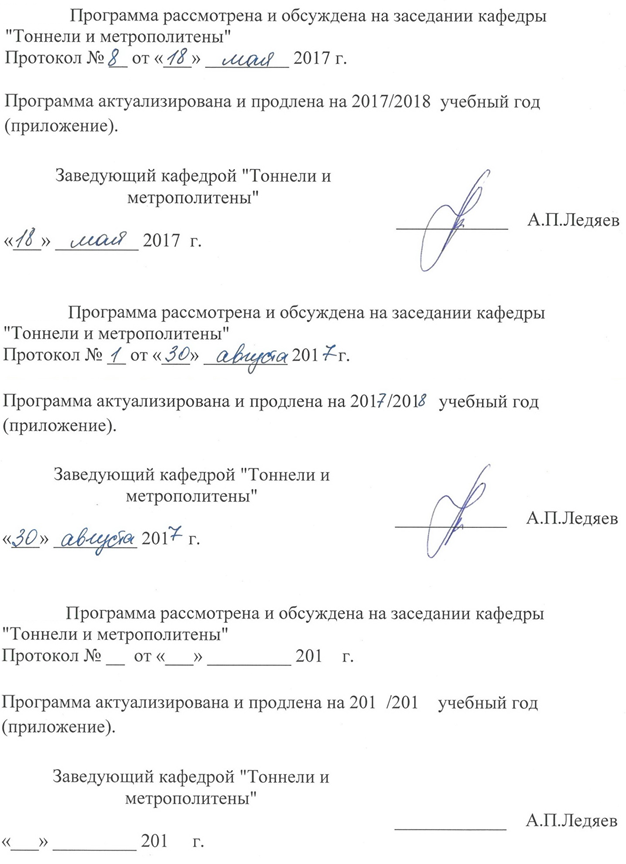 Программа рассмотрена и обсуждена на заседании кафедры
"Тоннели и метрополитены"
Протокол № 8 от «18» мая 2017 г.
Программа актуализирована и продлена на 2017/2018 учебный год
(приложение).
Заведующий кафедрой "Тоннели и
метрополитены"
А.П.Ледяев
«18» мая 2017 г.
Программа рассмотрена и обсуждена на заседании кафедры
"Тоннели и метрополитены"
Протокол № 1 от «30» августа 2017 г.
Программа актуализирована и продлена на 2017/2018 учебный год
(приложение).
Заведующий кафедрой "Тоннели и
метрополитены"
А.П.Ледяев
«30» августа 2017 г.
Программа рассмотрена и обсуждена на заседании кафедры
"Тоннели и метрополитены"
Протокол № __ от «___» _________ 201 г.
Программа актуализирована и продлена на 201 /201 учебный год
(приложение).
Заведующий кафедрой "Тоннели и
метрополитены"
____________ А.П.Ледяев
«___» _________ 201 г.